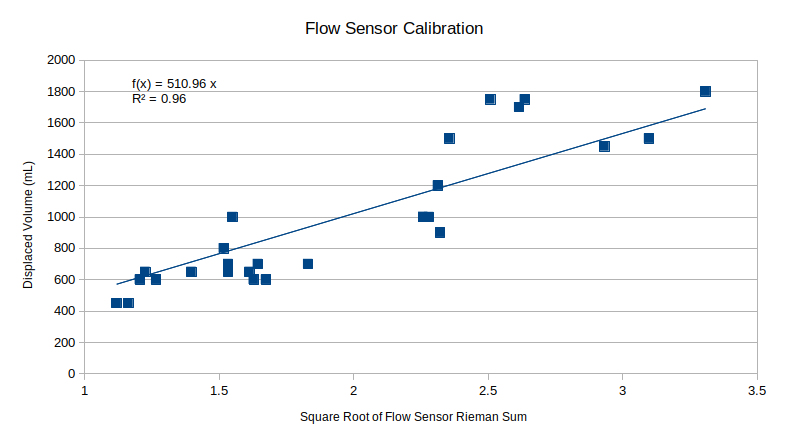 Flow Sensor Calibration
2000
f(x) = 510.96 x
R² = 0.96
1800
1600
1400
1200
1000
800
600
400
200
0
Displaced Volume (mL)
1 1.5 2 2.5 3 3.5
Square Root of Flow Sensor Rieman Sum